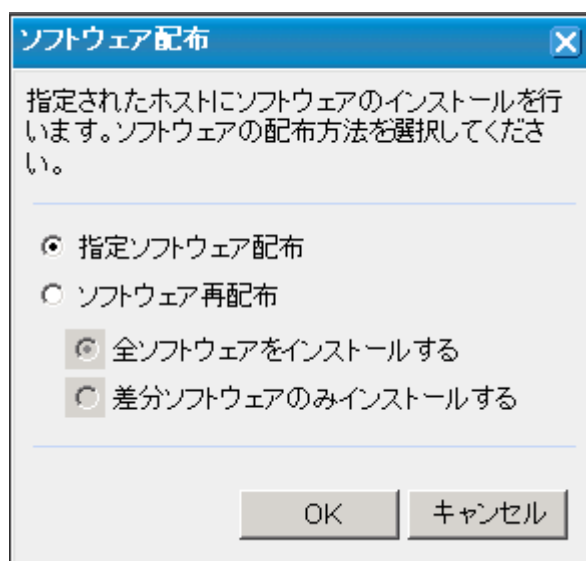 ソフトウェア配布
指定されたホストにソフトウェアのインストールを行
います。ソフトウェアの配布方法を選択してくださ
い。
指定ソフトウェア配布
ソフトウェア再配布
全ソフトウェアをインストールする
差分ソフトウェアのみインストールする
OK
キャンセル